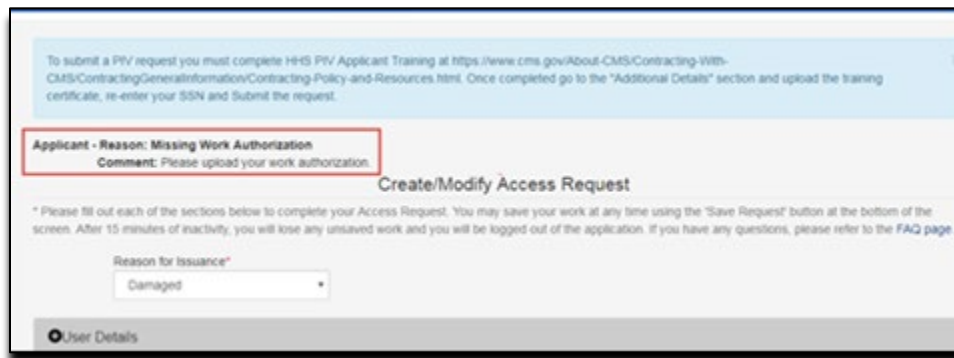 To submit a PIV request you must complete HHS PIV Applicant Training at https://www.cms.gov/About-CMS/Contracting-With-
CMS/ContractingGeneralInformation/Contracting-Policy-and-Resources.html. Once completed go to the "Additional Details" section and upload the training
certificate, re-enter your SSN and Submit the request.
Applicant - Reason: Missing Work Authorization
Comment: Please upload your work authorization.
Create/Modify Access Request
* Please fill out each of the sections below to complete your Access Request. You may save your work at any time using the 'Save Request' button at the bottom of the
screen. After 15 minutes of inactivity, you will lose any unsaved work and you will be logged out of the application. If you have any questions, please refer to the FAQ page.
Reason for Issuance*
Damaged
User Details